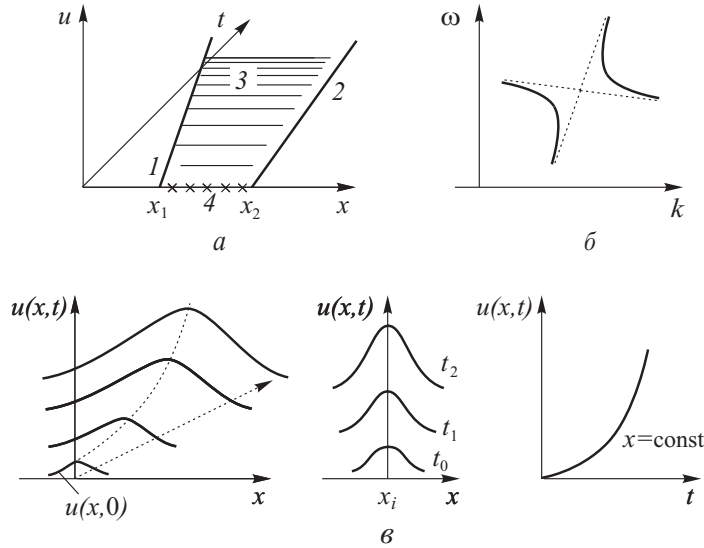 u
t
3
2
1
x₁
4
x₂
x
а
ω
k
б
u(x,t)
u(x,0)
x
u(x,t)
t₂
t₁
t₀
xᵢ
x
u(x,t)
x=const
t
в